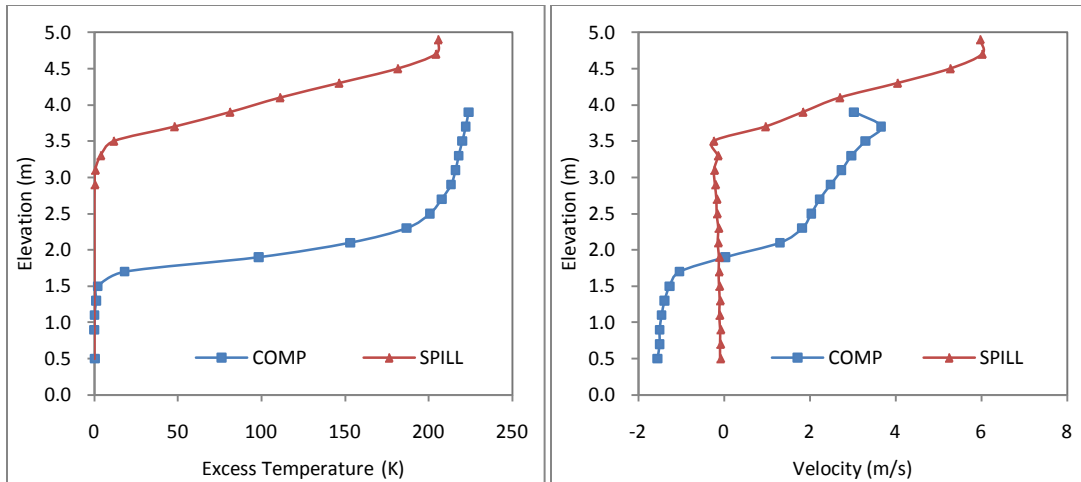 5.0
4.5
4.0
3.5
3.0
2.5
2.0
1.5
1.0
0.5
0.0
Elevation (m)
COMP SPILL
0 50 100 150 200 250
Excess Temperature (K)
5.0
4.5
4.0
3.5
3.0
2.5
2.0
1.5
1.0
0.5
0.0
Elevation (m)
COMP SPILL
-2 0 2 4 6 8
Velocity (m/s)